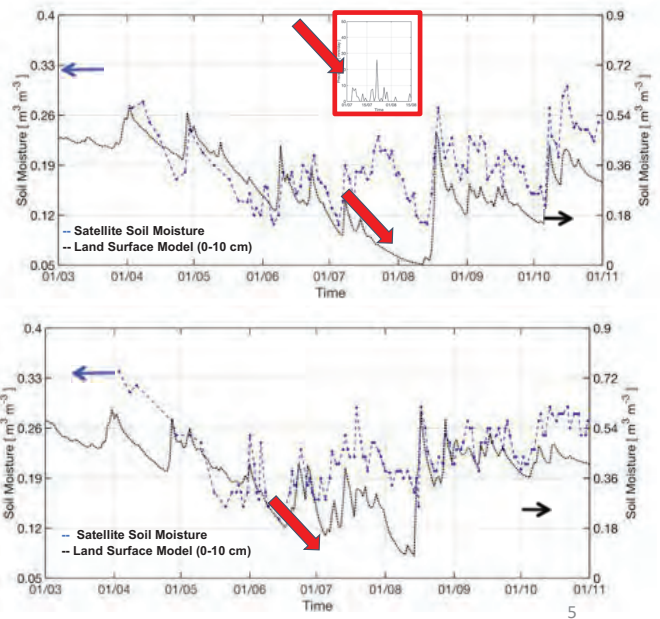 0.4
0.33
0.26
0.19
0.12
0.05
Soil Moisture [ m³ m⁻³ ]
0.9
0.72
0.54
0.36
0.18
0
Soil Moisture [ m³ m⁻³ ]
01/07
Time
-- Satellite Soil Moisture
-- Land Surface Model (0-10 cm)
01/03 01/04 01/05 01/06 01/07 01/08 01/09 01/10 01/11
Time
0.4
0.33
0.26
0.19
0.12
0.05
Soil Moisture [ m³ m⁻³ ]
0.9
0.72
0.54
0.36
0.18
0
Soil Moisture [ m³ m⁻³ ]
-- Satellite Soil Moisture
-- Land Surface Model (0-10 cm)
01/03 01/04 01/05 01/06 01/07 01/08 01/09 01/10 01/11
Time
5